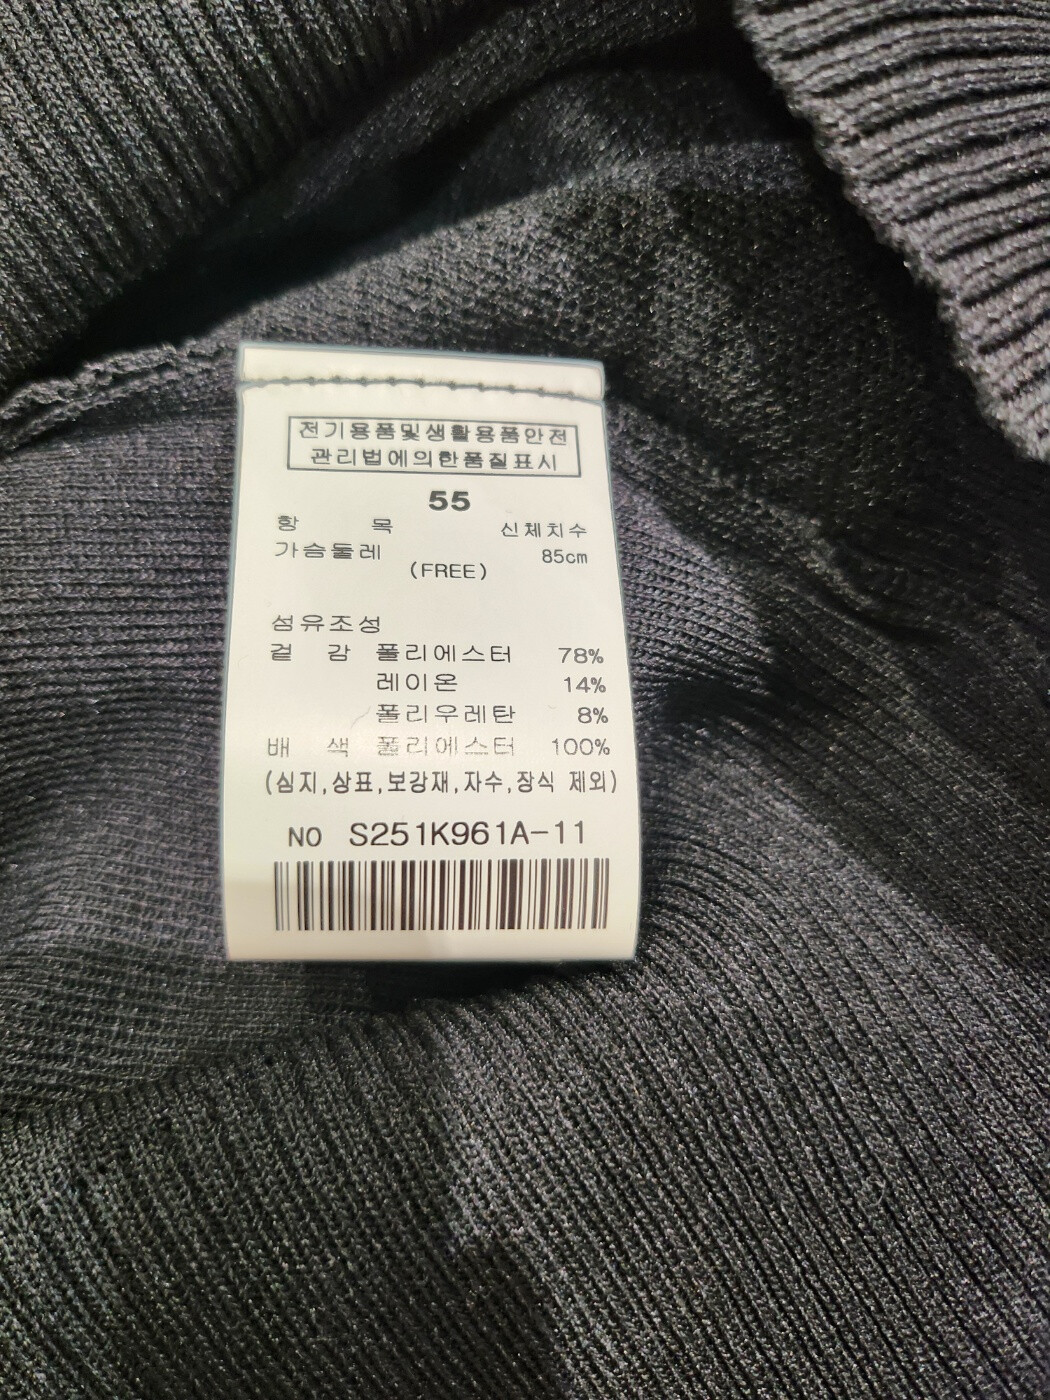 전기용품및생활용품안전
관리법에의한품질표시
55
항 목 신체치수
가슴둘레 85cm
(FREE)
섬유조성
겉 감 폴리에스터 78%
레이온 14%
폴리우레탄 8%
배 색 폴리에스터 100%
(심지,상표,보강재,자수,장식 제외)
NO S251K961A-11